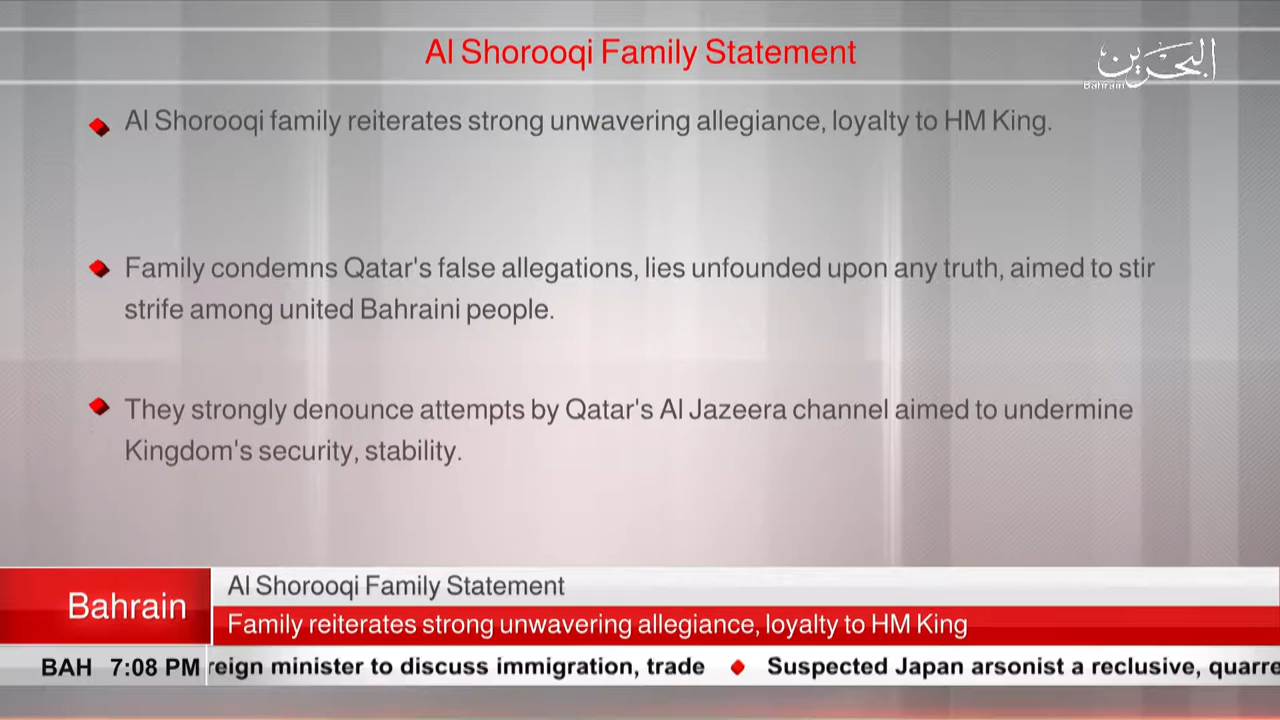 Al Shorooqi Family Statement
البحرين
Bahrain
Al Shorooqi family reiterates strong unwavering allegiance, loyalty to HM King.
Family condemns Qatar's false allegations, lies unfounded upon any truth, aimed to stir
strife among united Bahraini people.
They strongly denounce attempts by Qatar's Al Jazeera channel aimed to undermine
Kingdom's security, stability.
Bahrain
Al Shorooqi Family Statement
Family reiterates strong unwavering allegiance, loyalty to HM King
BAH 7:08 PM reign minister to discuss immigration, trade Suspected Japan arsonist a reclusive, quarre